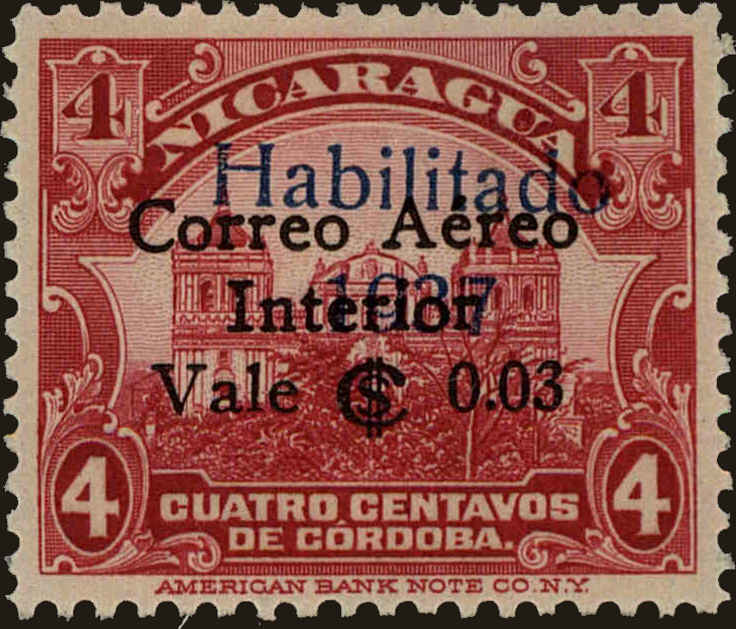 4 4
NICARAGUA
Habilitado
Correo Aéreo
1937
Interior
Vale ₡$ 0.03
4 4
CUATRO CENTAVOS
DE CÓRDOBA.
AMERICAN BANK NOTE CO. N.Y.